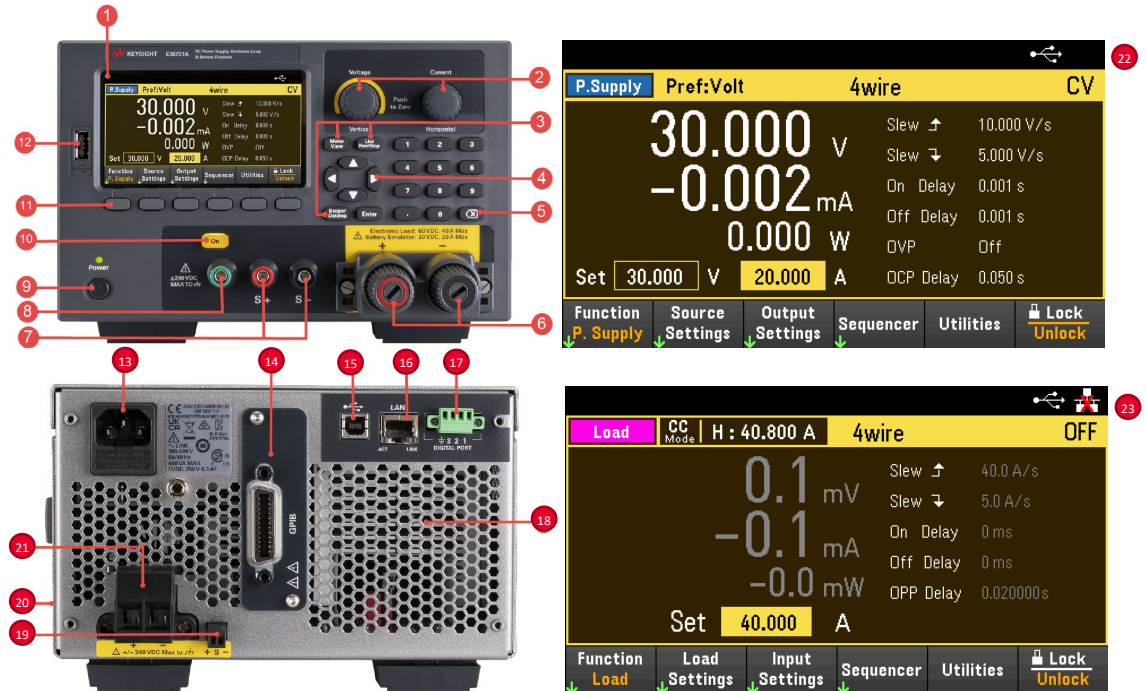 1
KEYSIGHT E36731A DC Power Supply, Electronic Load, & Battery Emulator
P.Supply Pref:Volt 4wire CV
30.000 V
-0.002 mA
0.000 W
Slew 10.000 V/s
Slew 5.000 V/s
On Delay 0.001 s
Off Delay 0.001 s
OVP Off
OCP Delay 0.050 s
Set 30.000 V 20.000 A
Function P. Supply
Source Settings
Output Settings
Sequencer
Utilities
Lock Unlock
Voltage
Current
Push to Zero
2
Vertical
Horizontal
3
Meter View
List Run/Stop
1 2 3
4 5 6
7 8 9
. 0
Scope/Datalog
Enter
4
5
12
11
10
On
Power
9
8
7
6
±240 VDC MAX TO
S+
S-
Electronic Load: 60VDC, 40A Max
Battery Emulator: 30VDC, 20A Max
+ -
22
P.Supply Pref:Volt 4wire CV
30.000 V
-0.002 mA
0.000 W
Slew 10.000 V/s
Slew 5.000 V/s
On Delay 0.001 s
Off Delay 0.001 s
OVP Off
OCP Delay 0.050 s
Set 30.000 V 20.000 A
Function P. Supply
Source Settings
Output Settings
Sequencer
Utilities
Lock Unlock
13
14
15
16
17
LAN
ACT LINK
3 2 1
DIGITAL PORT
GPIB
18
21
20
19
LINE
50/60 Hz
400 VA MAX
+ -
+/- 240 VDC Max to
+ S -
23
Load CC Mode H: 40.800 A 4wire OFF
0.1 mV
-0.1 mA
-0.0 mW
Slew 40.0 A/s
Slew 5.0 A/s
On Delay 0 ms
Off Delay 0 ms
OPP Delay 0.020000s
Set 40.000 A
Function Load
Load Settings
Input Settings
Sequencer
Utilities
Lock Unlock